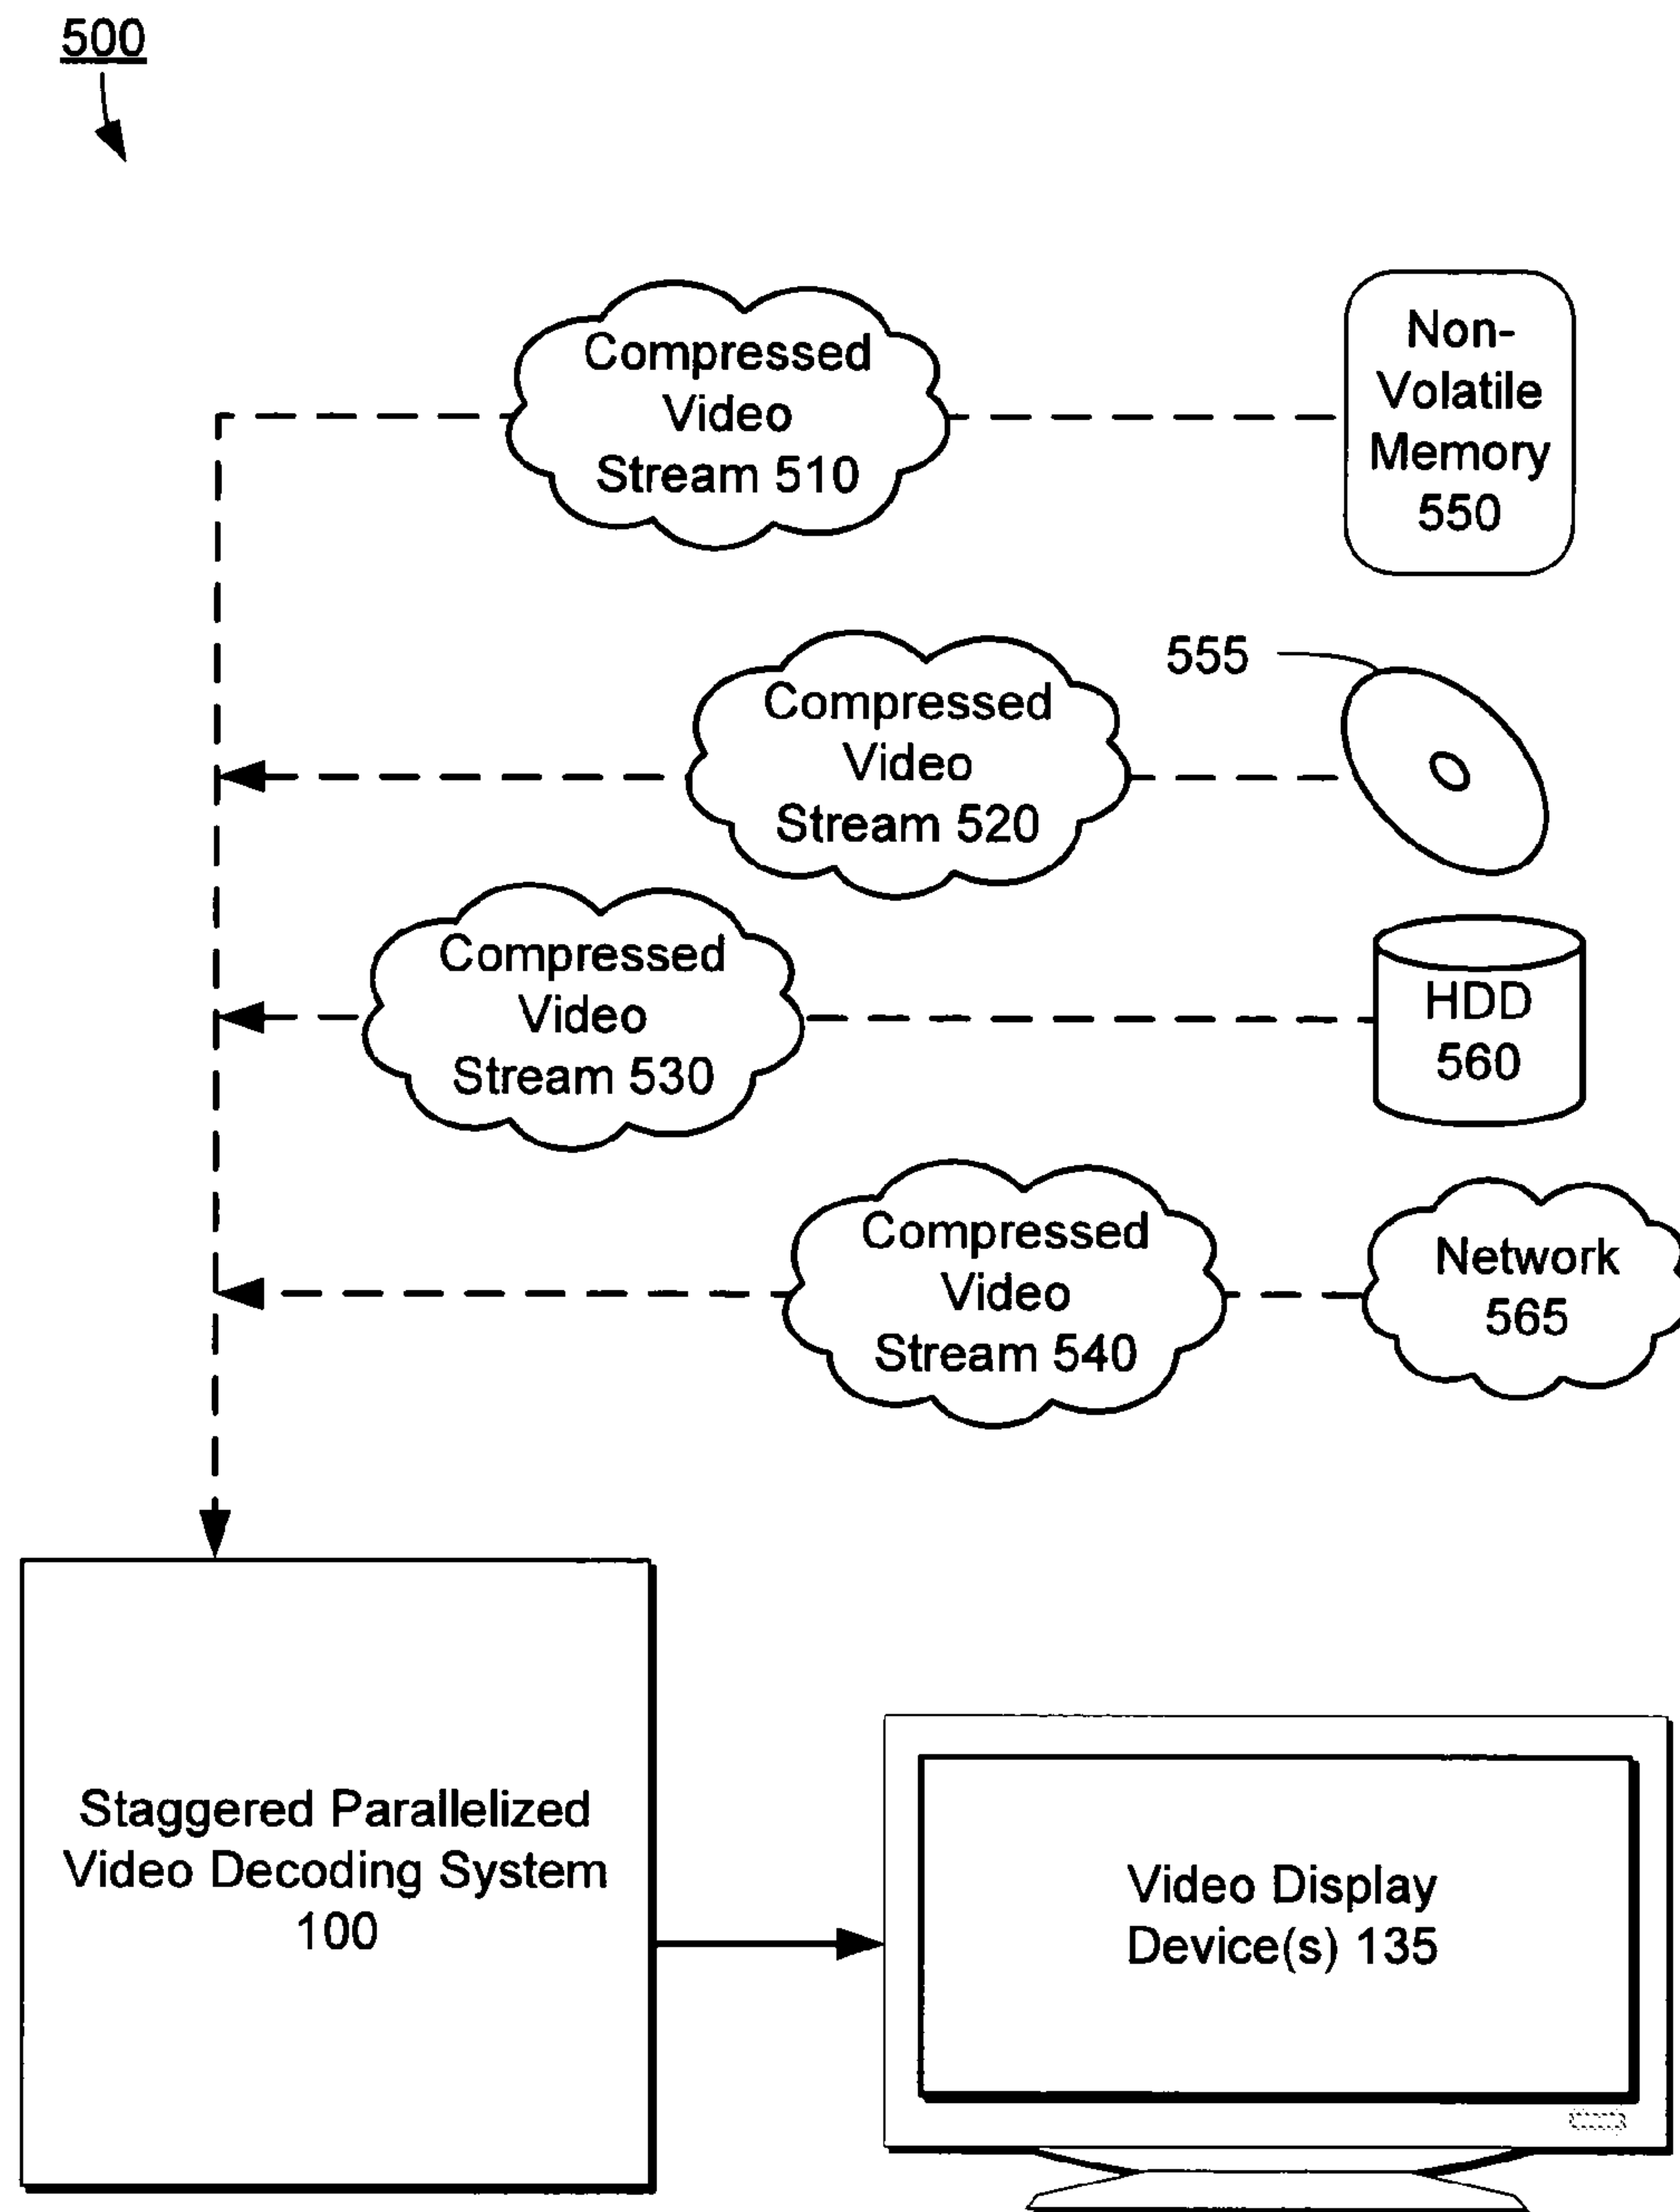 500
Compressed
Video
Stream 510
Non-
Volatile
Memory
550
Compressed
Video
Stream 520
555
Compressed
Video
Stream 530
HDD
560
Compressed
Video
Stream 540
Network
565
Staggered Parallelized
Video Decoding System
100
Video Display
Device(s) 135